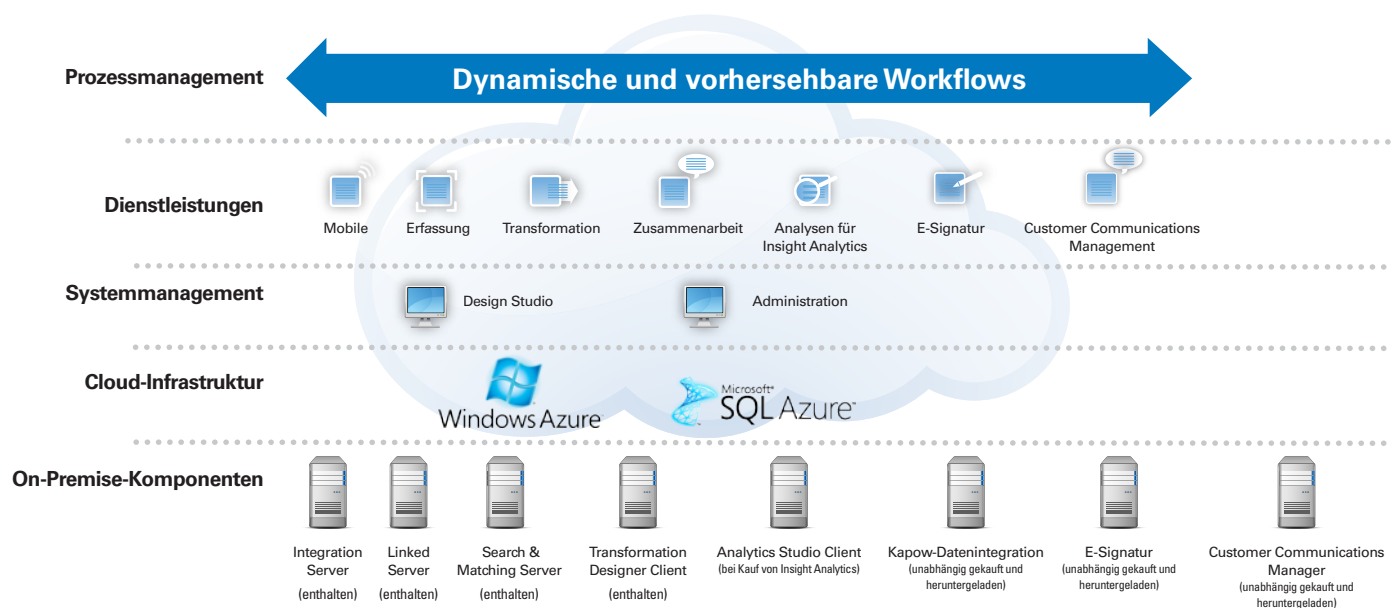 Prozessmanagement
Dynamische und vorhersehbare Workflows
Dienstleistungen
Mobile
Erfassung
Transformation
Zusammenarbeit
Analysen für
Insight Analytics
E-Signatur
Customer Communications
Management
Systemmanagement
Design Studio
Administration
Cloud-Infrastruktur
Windows Azure™
Microsoft®
SQL Azure™
On-Premise-Komponenten
Integration
Server
(enthalten)
Linked
Server
(enthalten)
Search &
Matching Server
(enthalten)
Transformation
Designer Client
(enthalten)
Analytics Studio Client
(bei Kauf von Insight Analytics)
Kapow-Datenintegration
(unabhängig gekauft und
heruntergeladen)
E-Signatur
(unabhängig gekauft und
heruntergeladen)
Customer Communications
Manager
(unabhängig gekauft und
heruntergeladen)